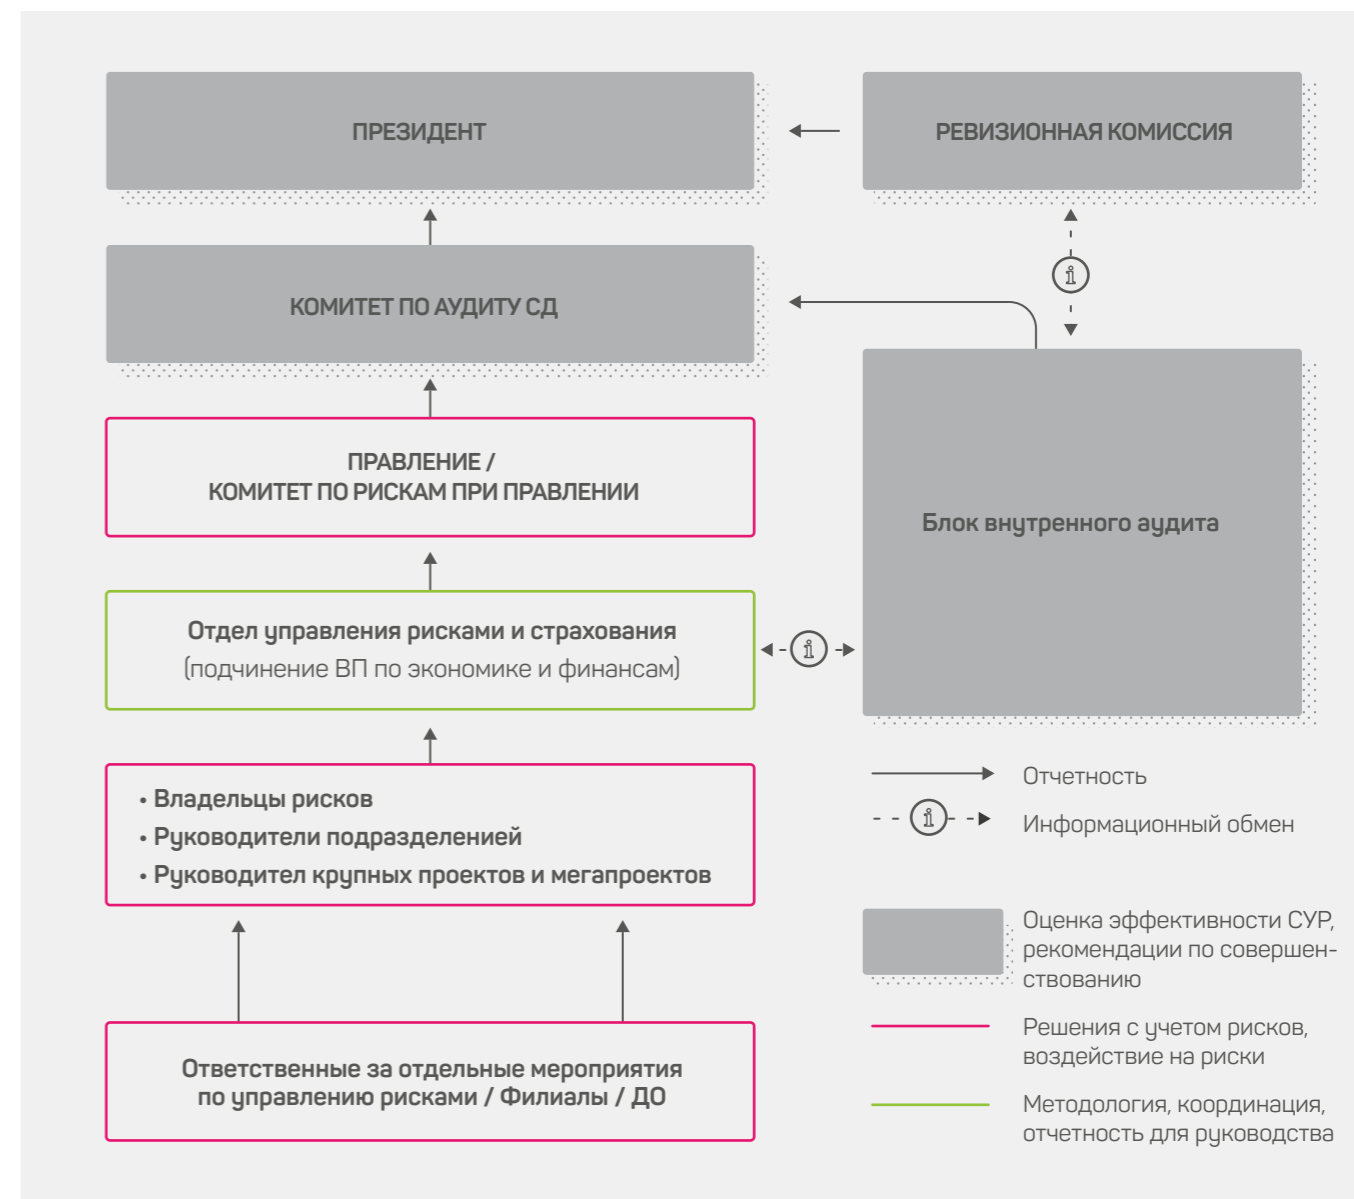 ПРЕЗИДЕНТ
РЕВИЗИОННАЯ КОМИССИЯ
КОМИТЕТ ПО АУДИТУ СД
ПРАВЛЕНИЕ /
КОМИТЕТ ПО РИСКАМ ПРИ ПРАВЛЕНИИ
Блок внутренного аудита
Отдел управления рисками и страхования
(подчинение ВП по экономике и финансам)
• Владельцы рисков
• Руководители подразделенией
• Руководител крупных проектов и мегапроектов
Ответственные за отдельные мероприятия
по управлению рисками / Филиалы / ДО
Отчетность
Информационный обмен
Оценка эффективности СУР,
рекомендации по совершен-
ствованию
Решения с учетом рисков,
воздействие на риски
Методология, координация,
отчетность для руководства